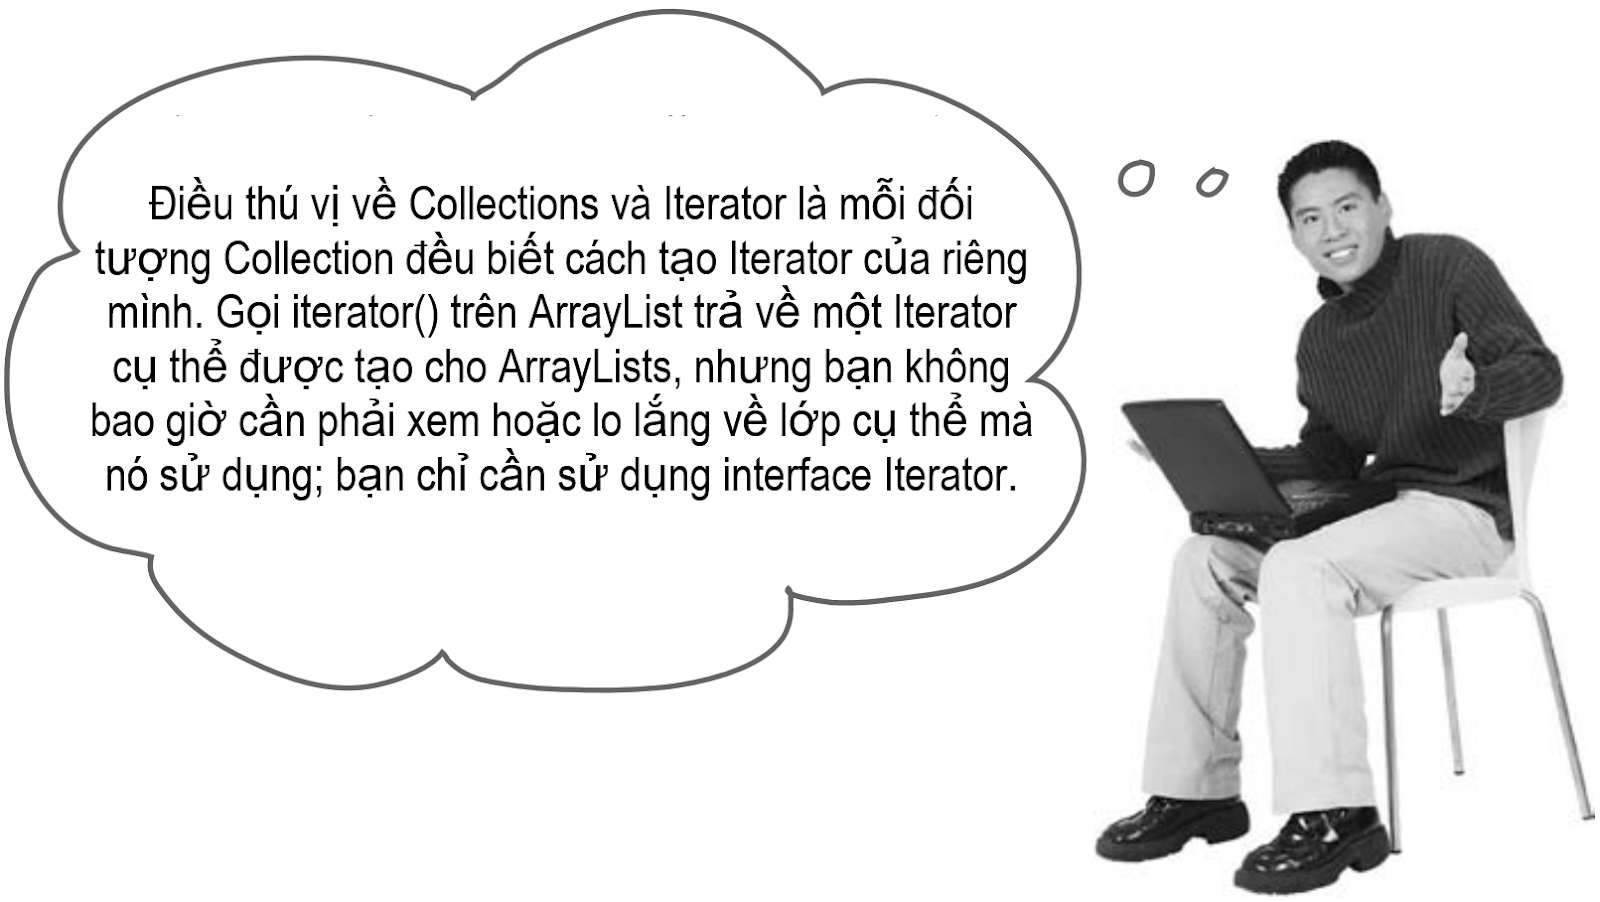 Điều thú vị về Collections và Iterator là mỗi đối
tượng Collection đều biết cách tạo Iterator của riêng
mình. Gọi iterator() trên ArrayList trả về một Iterator
cụ thể được tạo cho ArrayLists, nhưng bạn không
bao giờ cần phải xem hoặc lo lắng về lớp cụ thể mà
nó sử dụng; bạn chỉ cần sử dụng interface Iterator.